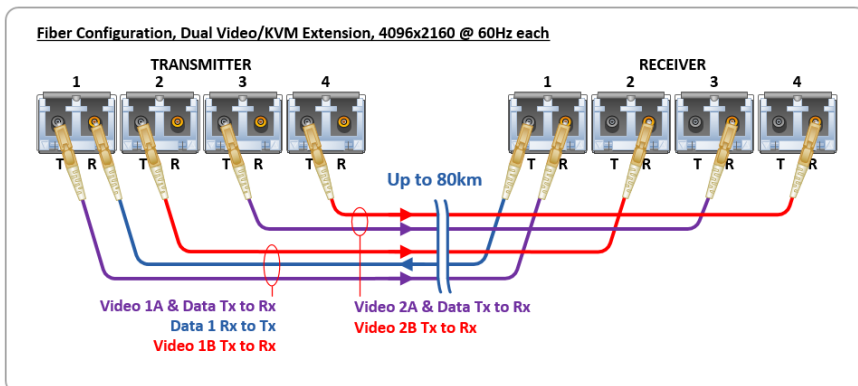 Fiber Configuration, Dual Video/KVM Extension, 4096x2160 @ 60Hz each
TRANSMITTER
RECEIVER
1 2 3 4
1 2 3 4
T R T R T R T R
T R T R T R T R
Up to 80km
Video 1A & Data Tx to Rx
Data 1 Rx to Tx
Video 1B Tx to Rx
Video 2A & Data Tx to Rx
Video 2B Tx to Rx